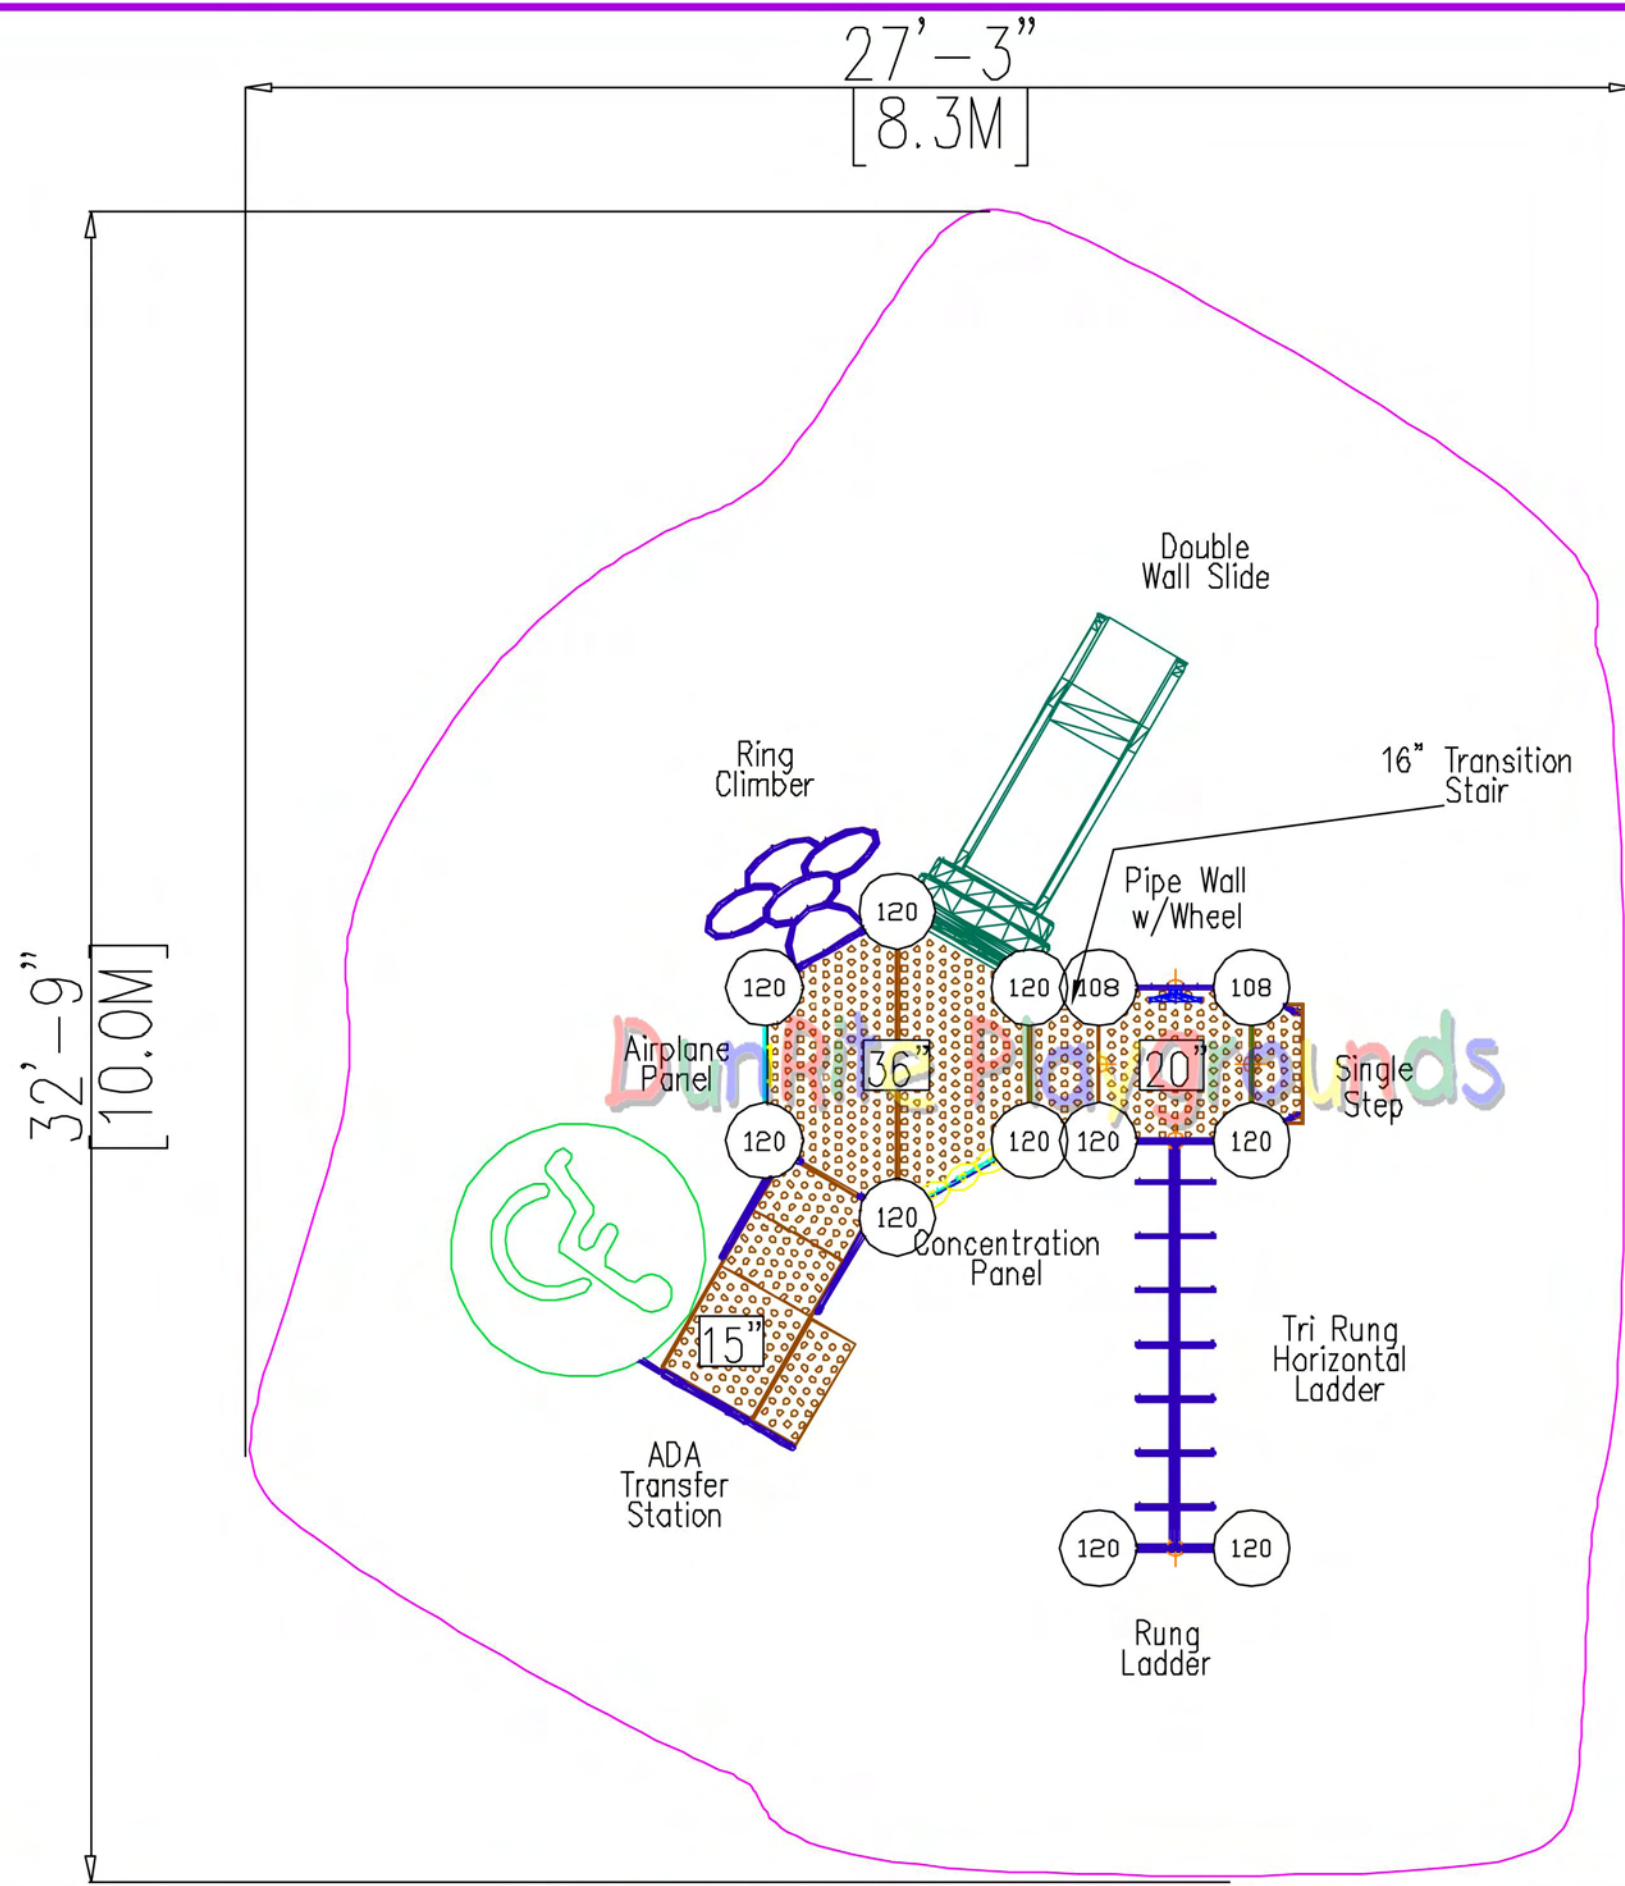 27'-3"
[8.3M]
32'-9"
[10.0M]
Double
Wall Slide
Ring
Climber
16" Transition
Stair
Pipe Wall
w/Wheel
120
120
120
108
108
Airplane
Panel
36"
20"
Single
Step
DunRite Playgrounds
120
120
120
120
120
Concentration
Panel
15"
Tri Rung
Horizontal
Ladder
ADA
Transfer
Station
120
120
Rung
Ladder